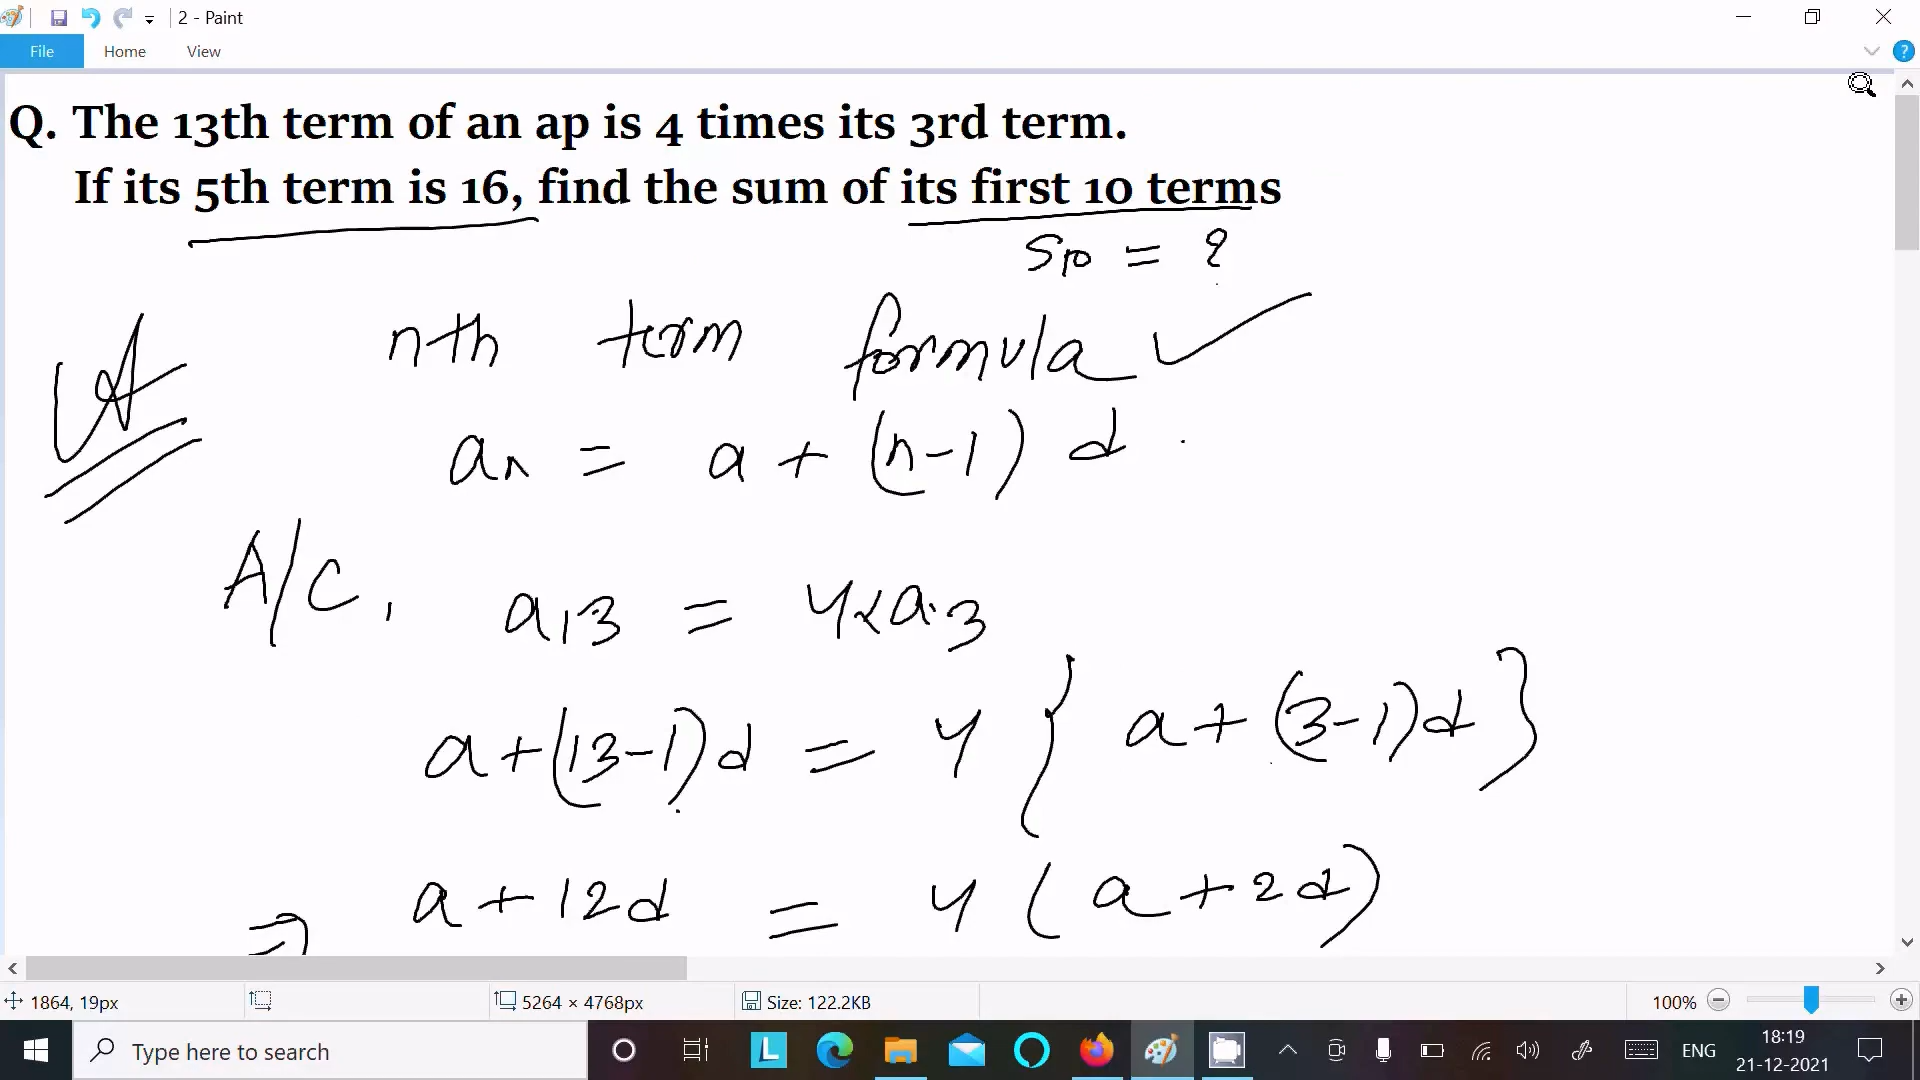 2 - Paint
File Home View
Q. The 13th term of an ap is 4 times its 3rd term.
If its 5th term is 16, find the sum of its first 10 terms
S10 = ?
nth term formula
an = a + (n-1) d
A/C, a13 = 4×a3
a+(13-1)d = 4 { a+(3-1)d }
⇒ a + 12d = 4 ( a + 2d )
1864, 19px 5264 × 4768px Size: 122.2KB 100%
Type here to search
ENG
18:19
21-12-2021